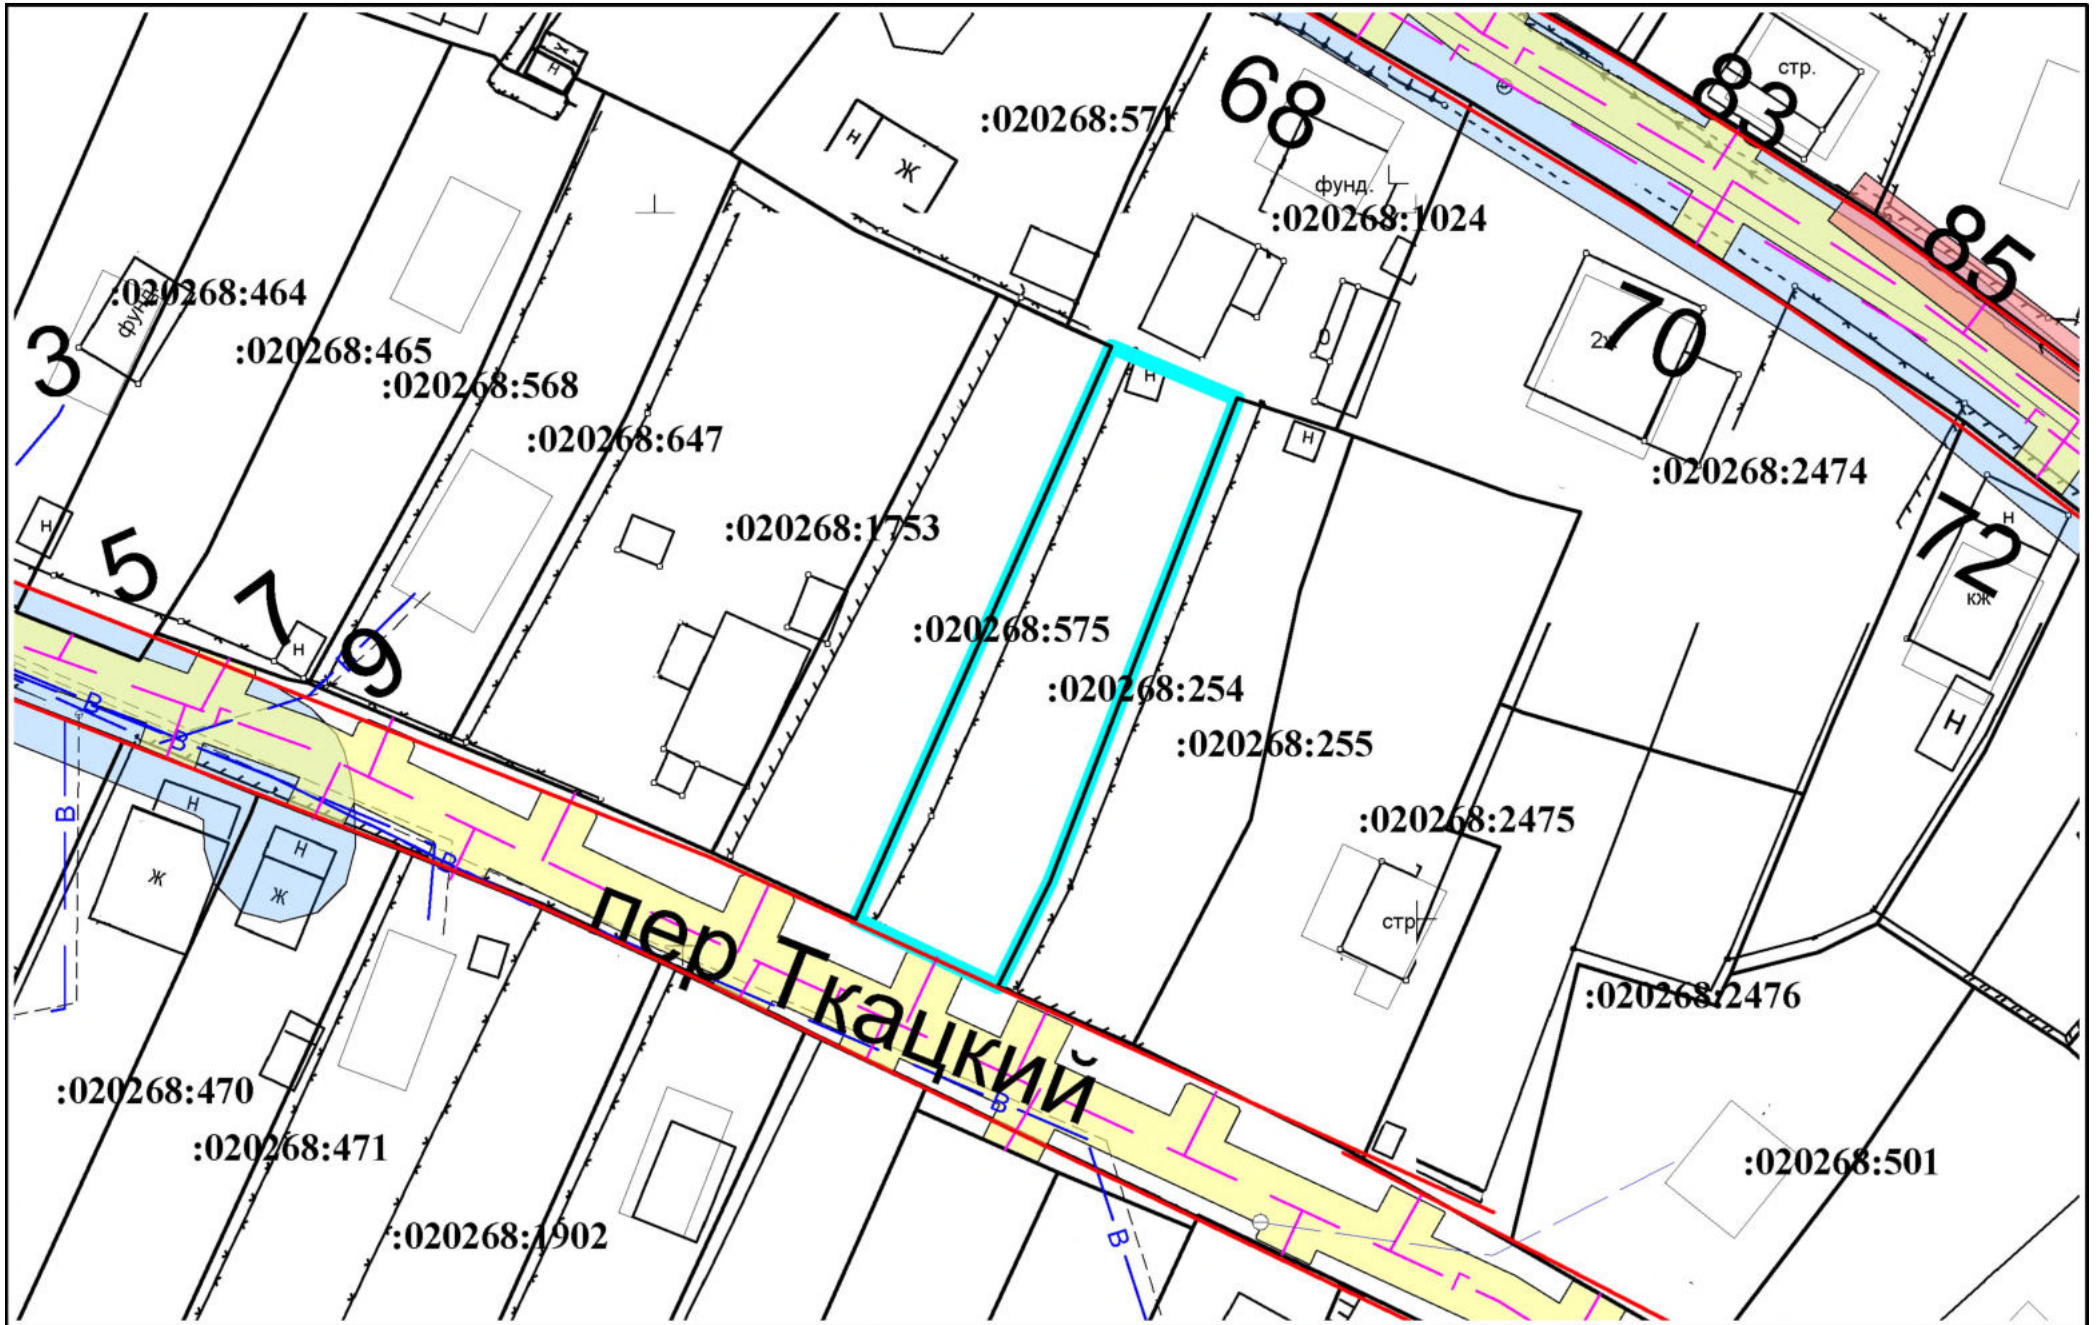 н
83
стр.
68
:020268:571
н
ж
фунд.
:020268:1024
85
:020268:464
фунд.
3
:020268:465
:020268:568
:020268:647
0
2ж
70
н
н
:020268:2474
:020268:1753
н
5
7
9
н
72
н
кж
н
:020268:575
:020268:254
:020268:255
:020268:2475
В
В
В
В
н
н
ж
ж
стр
пер Ткацкий
:020268:2476
:020268:470
:020268:471
:020268:1902
В
В
Г
:020268:501